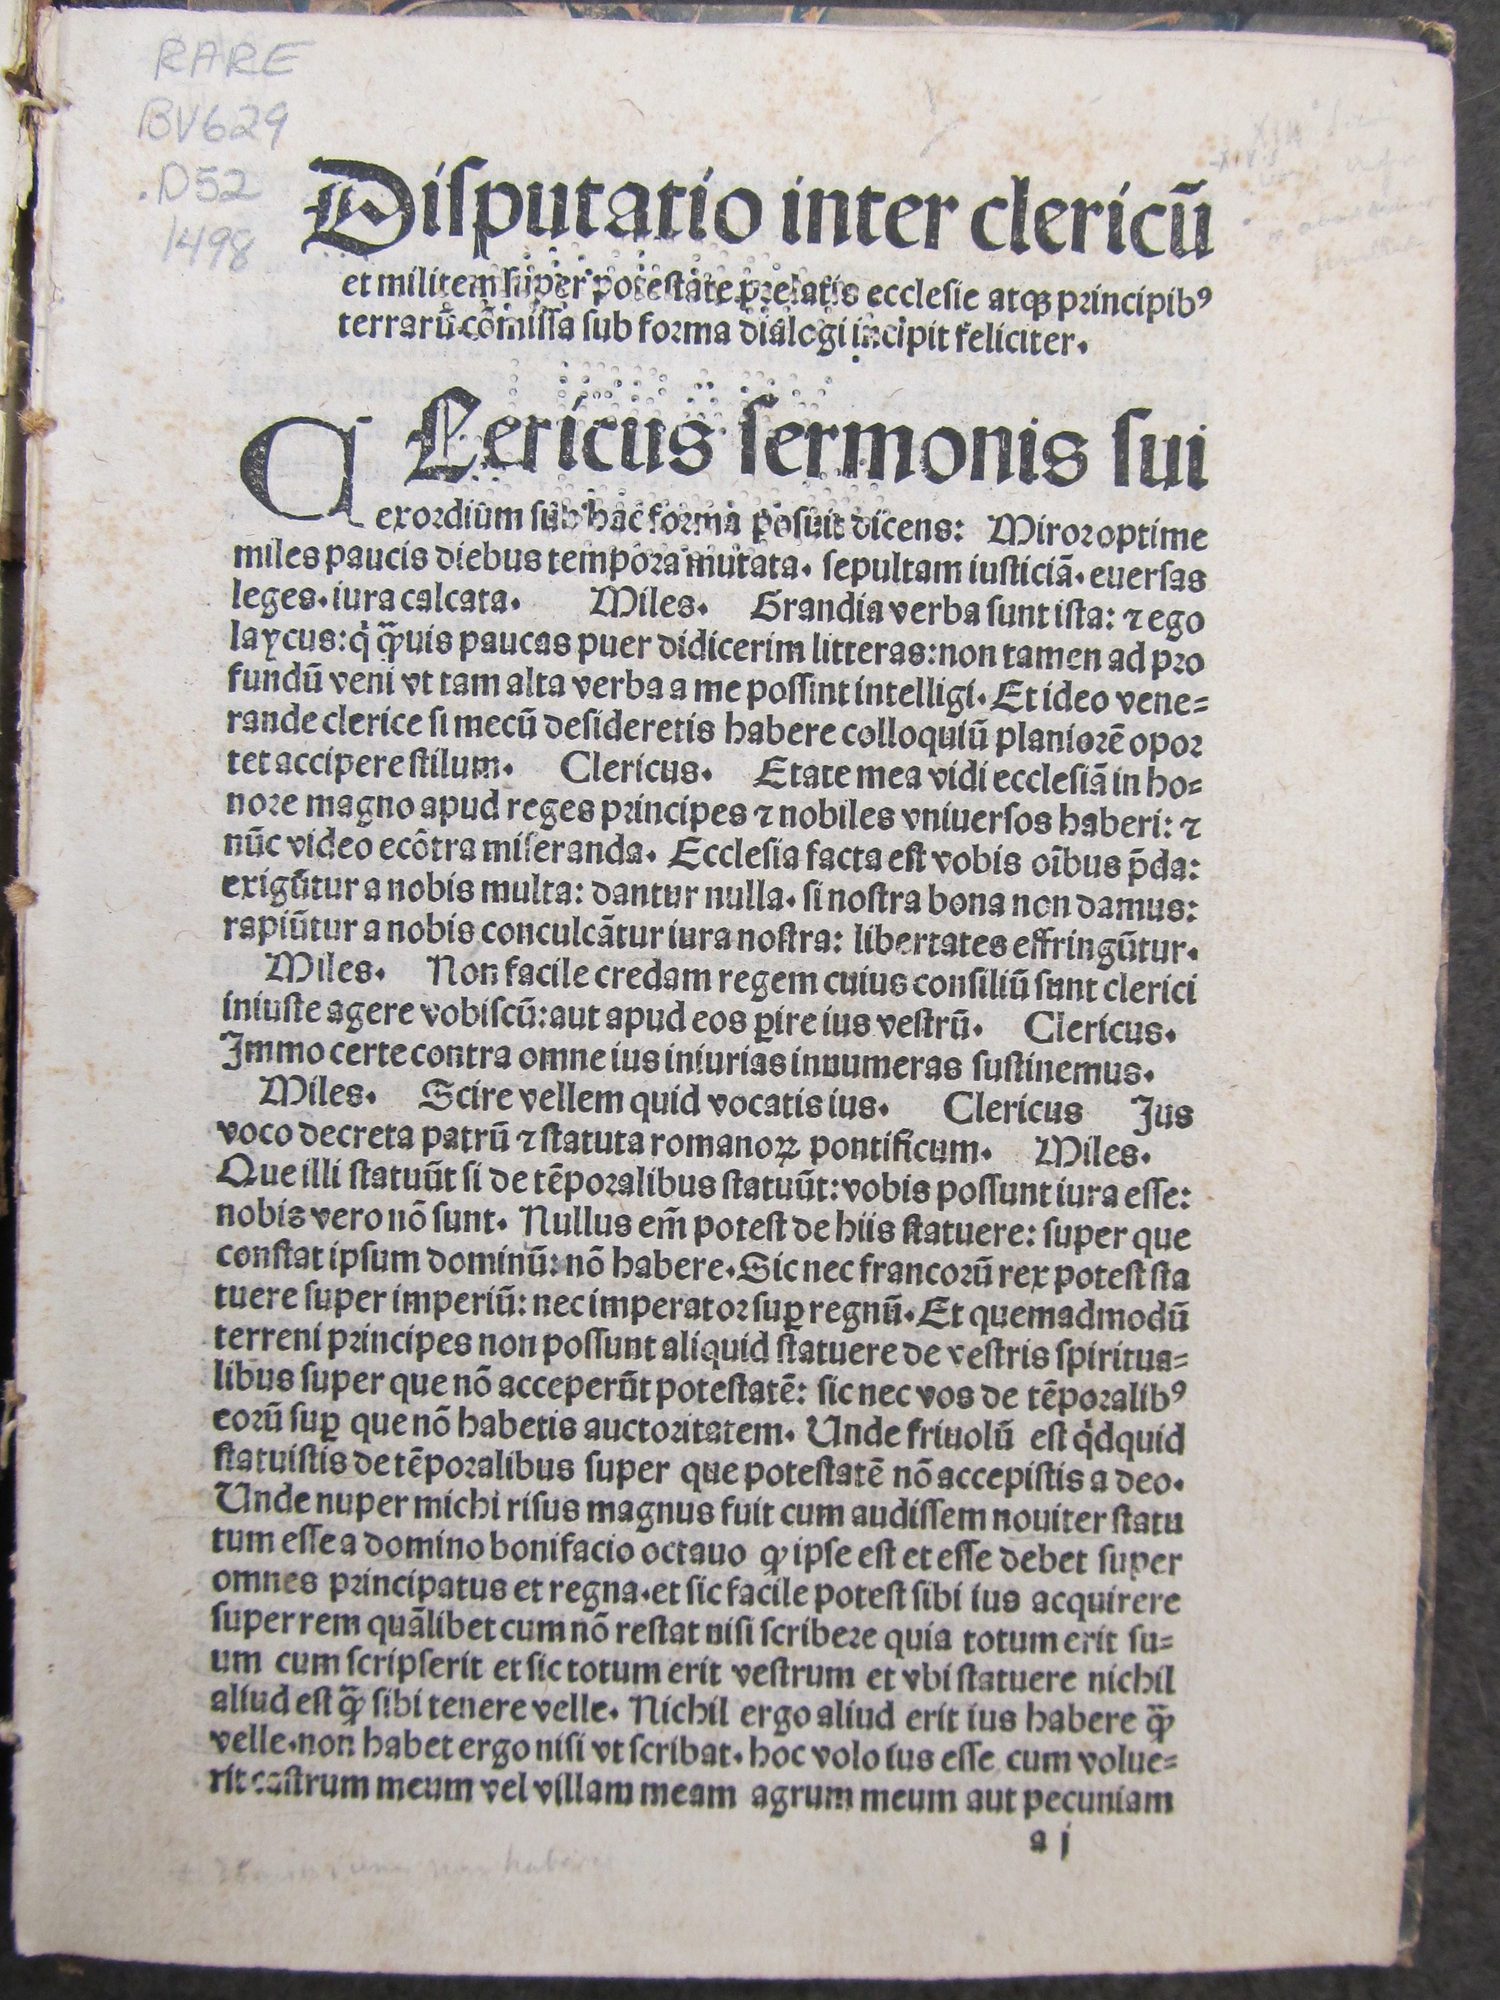 RARE
BV629
.D52
1498
Disputatio inter clericū
et militem super potestate prelatis ecclesie atqꝫ principibꝰ
terrarū cōmissa sub forma dialogi incipit feliciter.
CLericus sermonis sui
exordiūm sub hac forma posuit dicens: Miror optime
miles paucis diebus tempora mutata. sepultam iusticiā. euersas
leges. iura calcata. Miles. Grandia verba sunt ista: ⁊ ego
laycus: q̇ q̄ꝫuis paucas puer didicerim litteras: non tamen ad pro
fundū veni vt tam alta verba a me possint intelligi. Et ideo vene⸗
rande clerice si mecū desideretis habere colloquiū planiorē opor
tet accipere stilum. Clericus. Etate mea vidi ecclesiā in ho⸗
nore magno apud reges principes ⁊ nobiles vniuersos haberi: ⁊
nūc video ecōtra miseranda. Ecclesia facta est vobis oībus p̄da:
exigūtur a nobis multa: dantur nulla. si nostra bona non damus:
rapiūtur a nobis conculcātur iura nostra: libertates effringūtur.
Miles. Non facile credam regem cuius consiliū sunt clerici
iniuste agere vobiscū: aut apud eos ꝑire ius vestrū. Clericus.
Immo certe contra omne ius iniurias innumeras sustinemus.
Miles. Scire vellem quid vocatis ius. Clericus Ius
voco decreta patrū ⁊ statuta romanoꝝ pontificum. Miles.
Que illi statuūt si de tēporalibus statuūt: vobis possunt iura esse:
nobis vero nō sunt. Nullus em̄ potest de hiis statuere: super que
constat ipsum dominū: nō habere. Sic nec francorū rex potest sta
tuere super imperiū: nec imperator suꝑ regnū. Et quemadmodū
terreni principes non possunt aliquid statuere de vestris spiritua⸗
libus super que nō acceperūt potestatē: sic nec vos de tēporalibꝰ
eorū suꝑ que nō habetis auctoritatem. Unde friuolū est q̇dquid
statuistis de tēporalibus super que potestatē nō accepistis a deo.
Unde nuper michi risus magnus fuit cum audissem nouiter statu
tum esse a domino bonifacio octauo ꝙ ipse est et esse debet super
omnes principatus et regna. et sic facile potest sibi ius acquirere
super rem quālibet cum nō restat nisi scribere quia totum erit su⸗
um cum scripserit et sic totum erit vestrum et vbi statuere nichil
aliud est q̄ꝫ sibi tenere velle. Nichil ergo aliud erit ius habere q̄ꝫ
velle. non habet ergo nisi vt scribat. hoc volo ius esse cum volue⸗
rit castrum meum vel villam meam agrum meum aut pecuniam
a j